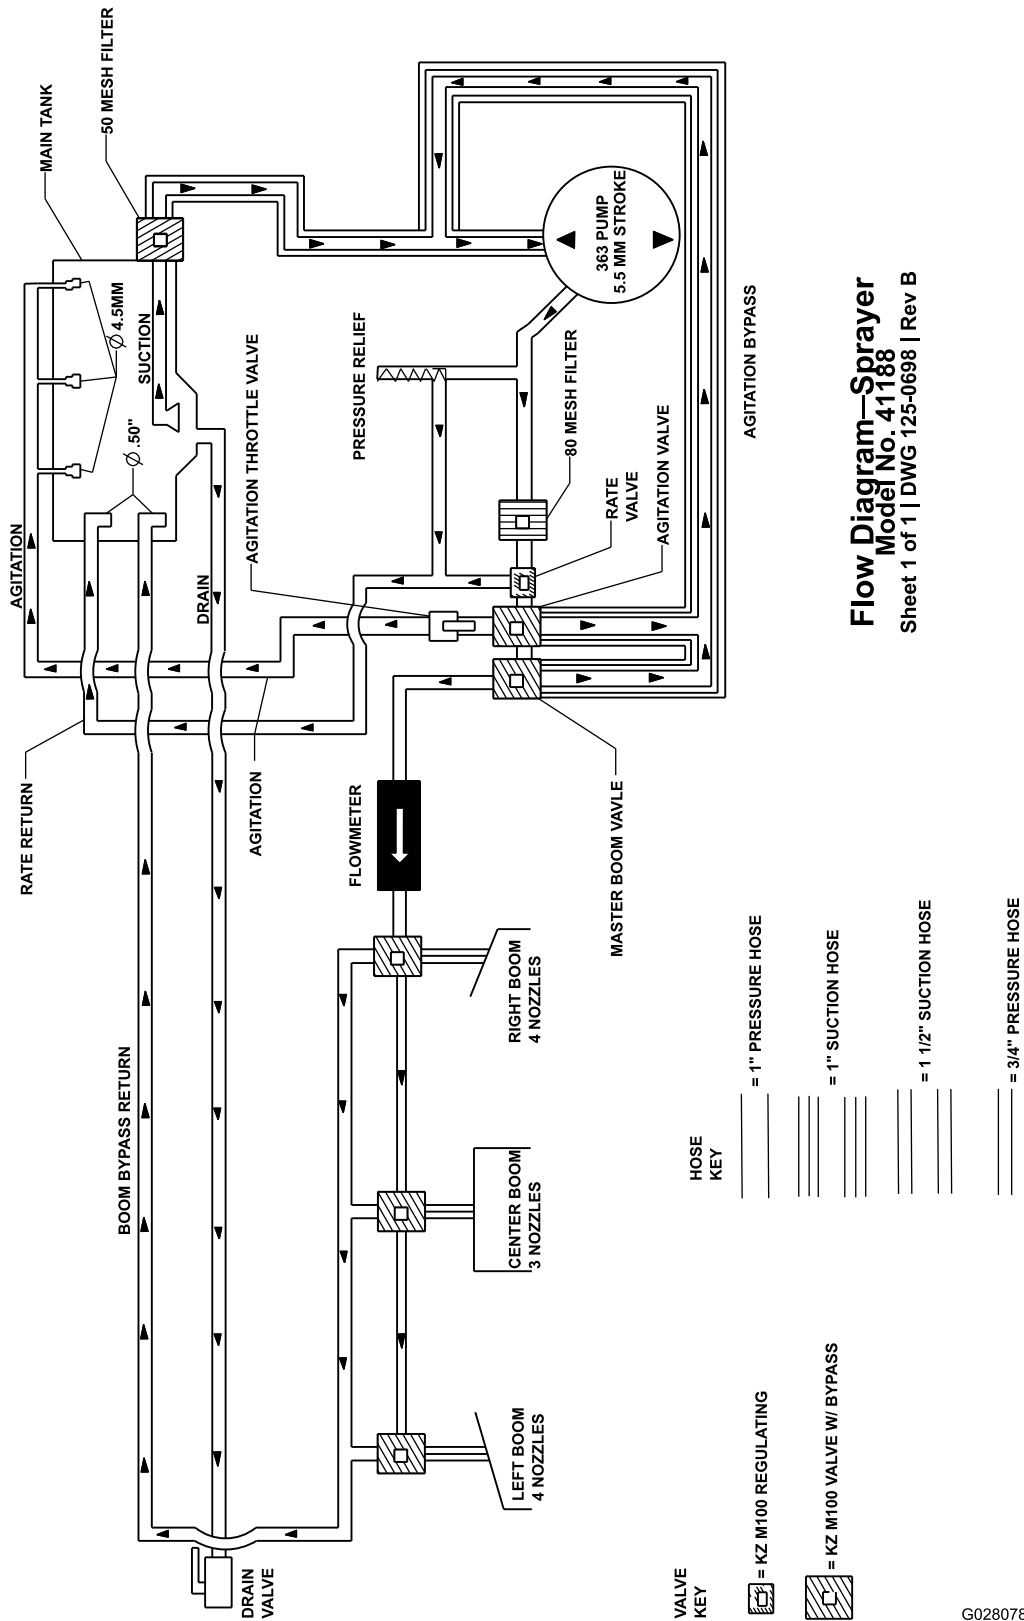 MAIN TANK
50 MESH FILTER
4.5MM
SUCTION
.50"
AGITATION
DRAIN
AGITATION THROTTLE VALVE
PRESSURE RELIEF
363 PUMP
5.5 MM STROKE
80 MESH FILTER
RATE
VALVE
AGITATION VALVE
AGITATION BYPASS
RATE RETURN
AGITATION
FLOWMETER
MASTER BOOM VAVLE
BOOM BYPASS RETURN
RIGHT BOOM
4 NOZZLES
CENTER BOOM
3 NOZZLES
LEFT BOOM
4 NOZZLES
DRAIN
VALVE
VALVE
KEY
= KZ M100 REGULATING
= KZ M100 VALVE W/ BYPASS
HOSE
KEY
= 1" PRESSURE HOSE
= 1" SUCTION HOSE
= 1 1/2" SUCTION HOSE
= 3/4" PRESSURE HOSE
Flow Diagram—Sprayer
Model No. 41188
Sheet 1 of 1 | DWG 125-0698 | Rev B
G028078